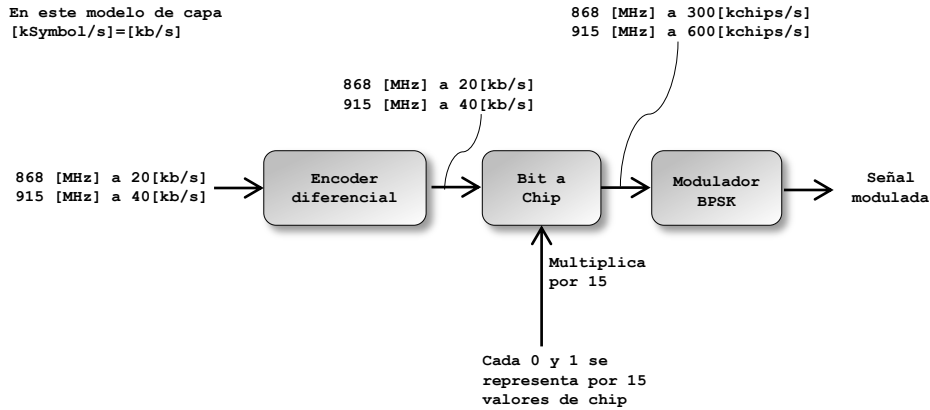 En este modelo de capa
[kSymbol/s]=[kb/s]
868 [MHz] a 300[kchips/s]
915 [MHz] a 600[kchips/s]
868 [MHz] a 20[kb/s]
915 [MHz] a 40[kb/s]
868 [MHz] a 20[kb/s]
915 [MHz] a 40[kb/s]
Encoder
diferencial
Bit a
Chip
Modulador
BPSK
Señal
modulada
Multiplica
por 15
Cada 0 y 1 se
representa por 15
valores de chip